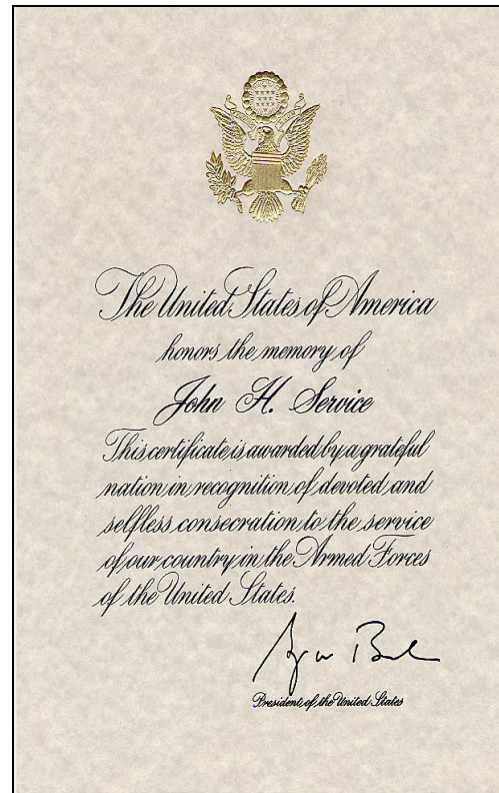 The United States of America
honors the memory of
John H. Service
This certificate is awarded by a grateful
nation in recognition of devoted and
selfless consecration to the service
of our country in the Armed Forces
of the United States.
President of the United States